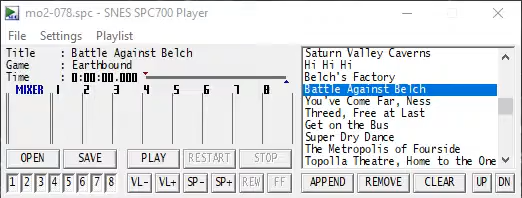 mo2-078.spc - SNES SPC700 Player
File Settings Playlist
Title : Battle Against Belch
Game : Earthbound
Time : 0:00:00.000
MIXER 1 2 3 4 5 6 7 8
OPEN SAVE PLAY RESTART STOP
1 2 3 4 5 6 7 8 VL- VL+ SP- SP+ REW FF
Saturn Valley Caverns
Hi Hi Hi
Belch's Factory
Battle Against Belch
You've Come Far, Ness
Threed, Free at Last
Get on the Bus
Super Dry Dance
The Metropolis of Fourside
Topolla Theatre, Home to the One
APPEND REMOVE CLEAR UP DN